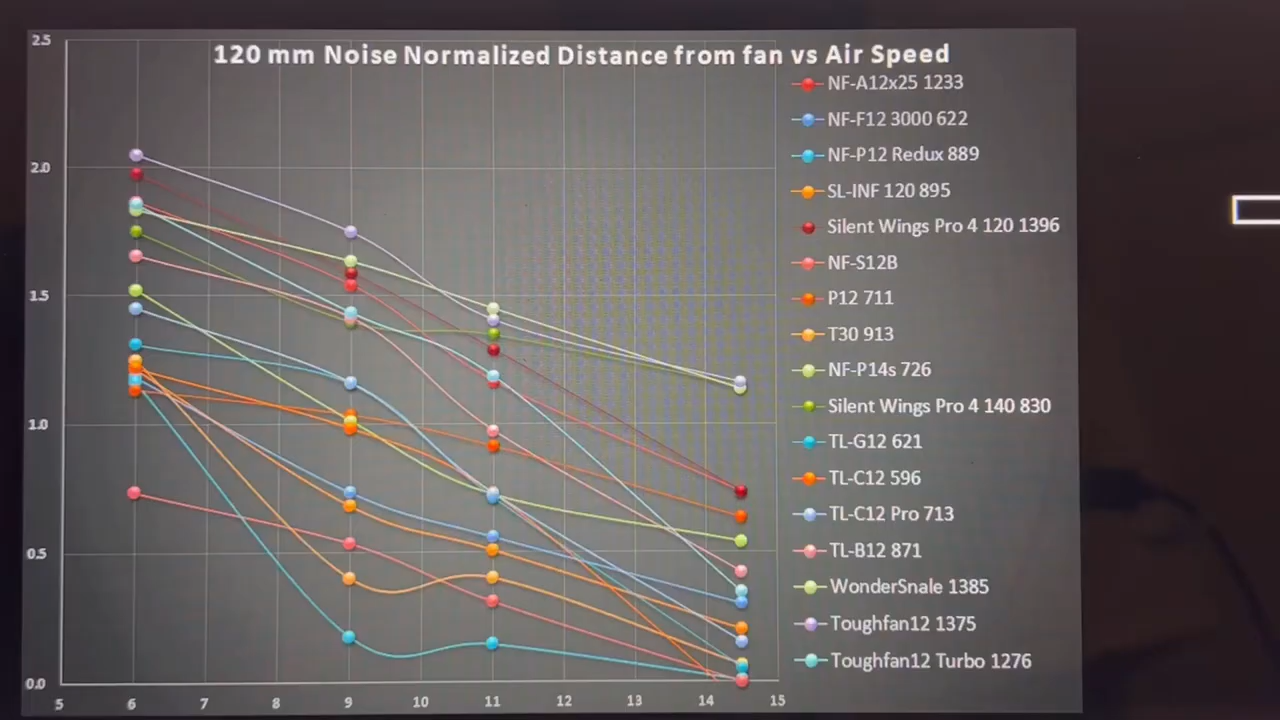 120 mm Noise Normalized Distance from fan vs Air Speed
2.5
2.0
1.5
1.0
0.5
0.0
5 6 7 8 9 10 11 12 13 14 15
NF-A12x25 1233
NF-F12 3000 622
NF-P12 Redux 889
SL-INF 120 895
Silent Wings Pro 4 120 1396
NF-S12B
P12 711
T30 913
NF-P14s 726
Silent Wings Pro 4 140 830
TL-G12 621
TL-C12 596
TL-C12 Pro 713
TL-B12 871
WonderSnale 1385
Toughfan12 1375
Toughfan12 Turbo 1276